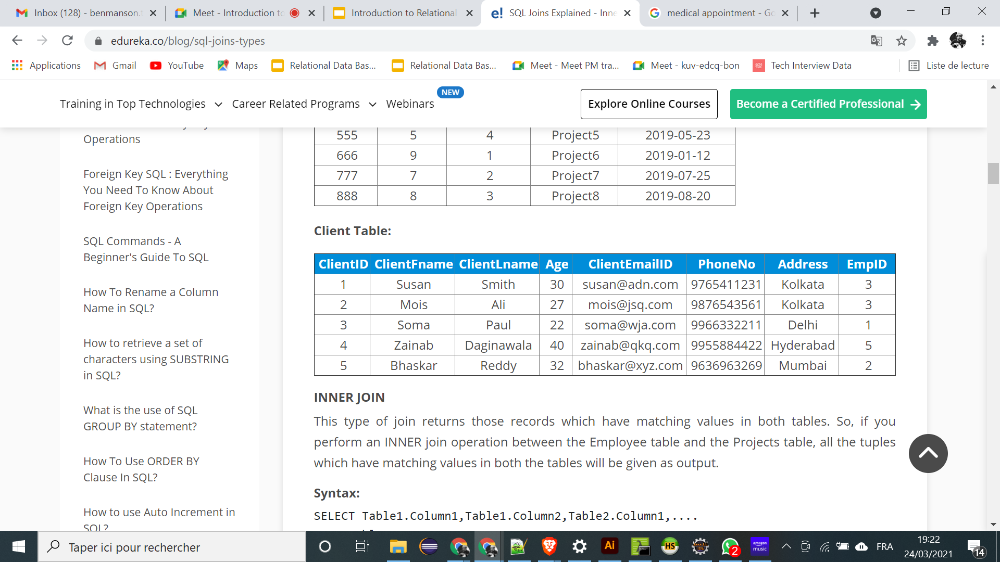 Inbox (128) - benmanson.t
Meet - Introduction to
Introduction to Relational
e! SQL Joins Explained - Inne
medical appointment - Go
edureka.co/blog/sql-joins-types
Applications
Gmail
YouTube
Maps
Relational Data Bas...
Relational Data Bas...
Meet - Meet PM tra...
Meet - kuv-edcq-bon
Tech Interview Data
Liste de lecture
Training in Top Technologies
Career Related Programs
Webinars
NEW
Explore Online Courses
Become a Certified Professional
Operations
Foreign Key SQL : Everything
You Need To Know About
Foreign Key Operations
SQL Commands - A
Beginner's Guide To SQL
How To Rename a Column
Name in SQL?
How to retrieve a set of
characters using SUBSTRING
in SQL?
What is the use of SQL
GROUP BY statement?
How To Use ORDER BY
Clause In SQL?
How to use Auto Increment in
SQL?
555 5 4 Project5 2019-05-23
666 9 1 Project6 2019-01-12
777 7 2 Project7 2019-07-25
888 8 3 Project8 2019-08-20
Client Table:
ClientID ClientFname ClientLname Age ClientEmailID PhoneNo Address EmpID
1 Susan Smith 30 susan@adn.com 9765411231 Kolkata 3
2 Mois Ali 27 mois@jsq.com 9876543561 Kolkata 3
3 Soma Paul 22 soma@wja.com 9966332211 Delhi 1
4 Zainab Daginawala 40 zainab@qkq.com 9955884422 Hyderabad 5
5 Bhaskar Reddy 32 bhaskar@xyz.com 9636963269 Mumbai 2
INNER JOIN
This type of join returns those records which have matching values in both tables. So, if you
perform an INNER join operation between the Employee table and the Projects table, all the tuples
which have matching values in both the tables will be given as output.
Syntax:
SELECT Table1.Column1,Table1.Column2,Table2.Column1,....
Taper ici pour rechercher
Ai
HS
2
amazon
music
FRA
19:22
24/03/2021
14